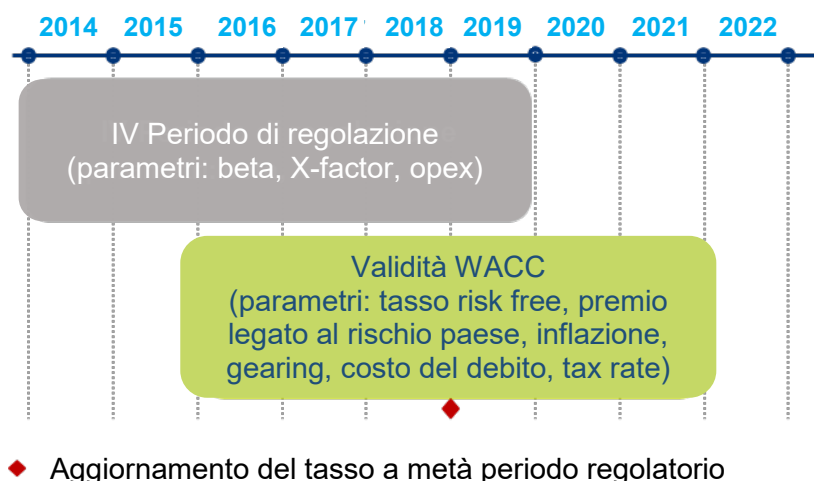 2014 2015 2016 2017 2018 2019 2020 2021 2022
IV Periodo di regolazione
(parametri: beta, X-factor, opex)
Validità WACC
(parametri: tasso risk free, premio
legato al rischio paese, inflazione,
gearing, costo del debito, tax rate)
Aggiornamento del tasso a metà periodo regolatorio